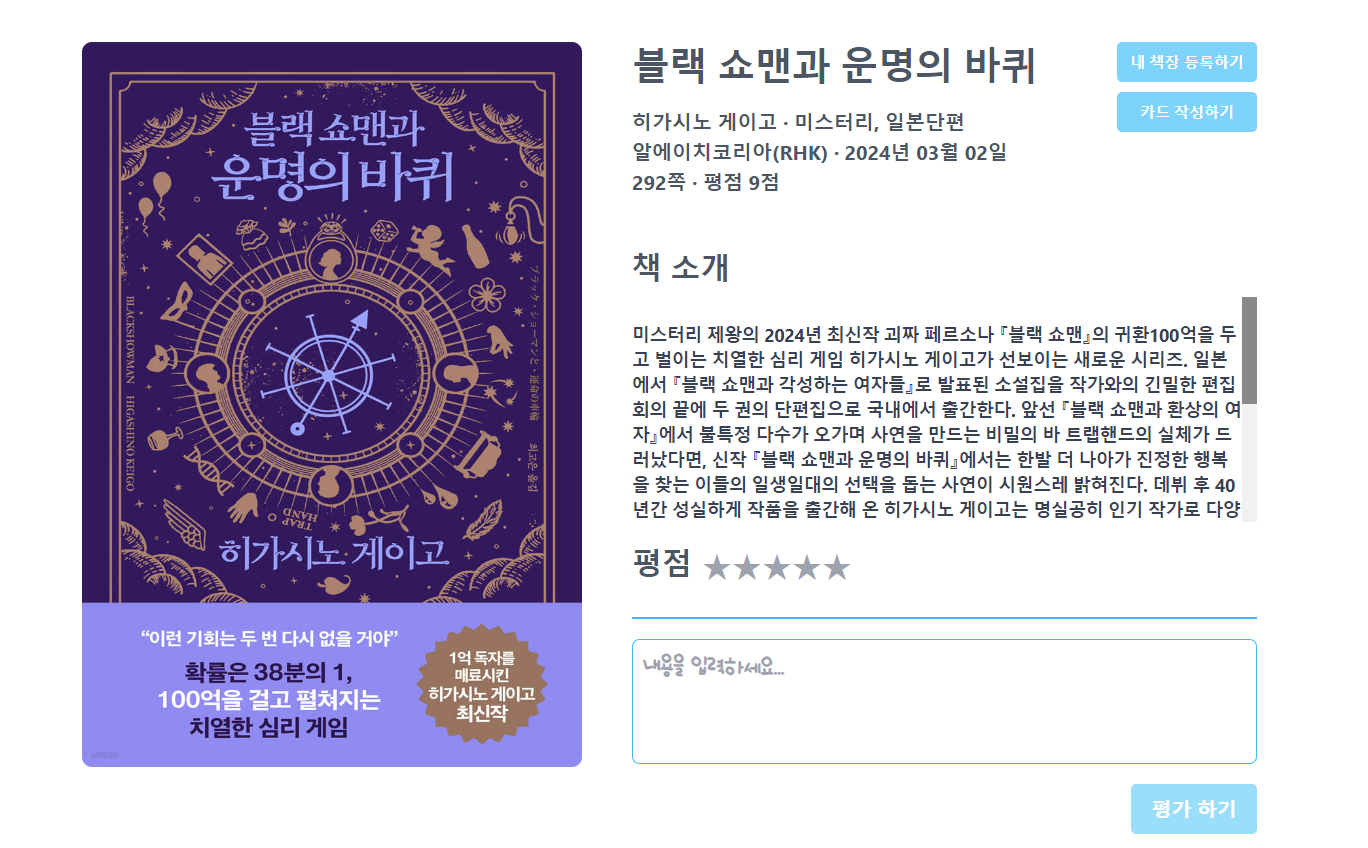 블랙 쇼맨과
운명의 바퀴
BLACKSHOWMAN HIGASHINO KEIGO
ブラック・ショーマンと・運命の車輪
최고은 옮김
TRAP
HAND
히가시노 게이고
“이런 기회는 두 번 다시 없을 거야”
확률은 38분의 1,
100억을 걸고 펼쳐지는
치열한 심리 게임
1억 독자를
매료시킨
히가시노 게이고
최신작
블랙 쇼맨과 운명의 바퀴
내 책장 등록하기
카드 작성하기
히가시노 게이고 · 미스터리, 일본단편
알에이치코리아(RHK) · 2024년 03월 02일
292쪽 · 평점 9점
책 소개
미스터리 제왕의 2024년 최신작 괴짜 페르소나 『블랙 쇼맨』의 귀환100억을 두
고 벌이는 치열한 심리 게임 히가시노 게이고가 선보이는 새로운 시리즈. 일본
에서 『블랙 쇼맨과 각성하는 여자들』로 발표된 소설집을 작가와의 긴밀한 편집
회의 끝에 두 권의 단편집으로 국내에서 출간한다. 앞선 『블랙 쇼맨과 환상의 여
자』에서 불특정 다수가 오가며 사연을 만드는 비밀의 바 트랩핸드의 실체가 드
러났다면, 신작 『블랙 쇼맨과 운명의 바퀴』에서는 한발 더 나아가 진정한 행복
을 찾는 이들의 일생일대의 선택을 돕는 사연이 시원스레 밝혀진다. 데뷔 후 40
년간 성실하게 작품을 출간해 온 히가시노 게이고는 명실공히 인기 작가로 다양
평점 ★★★★★
내용을 입력하세요...
평가 하기